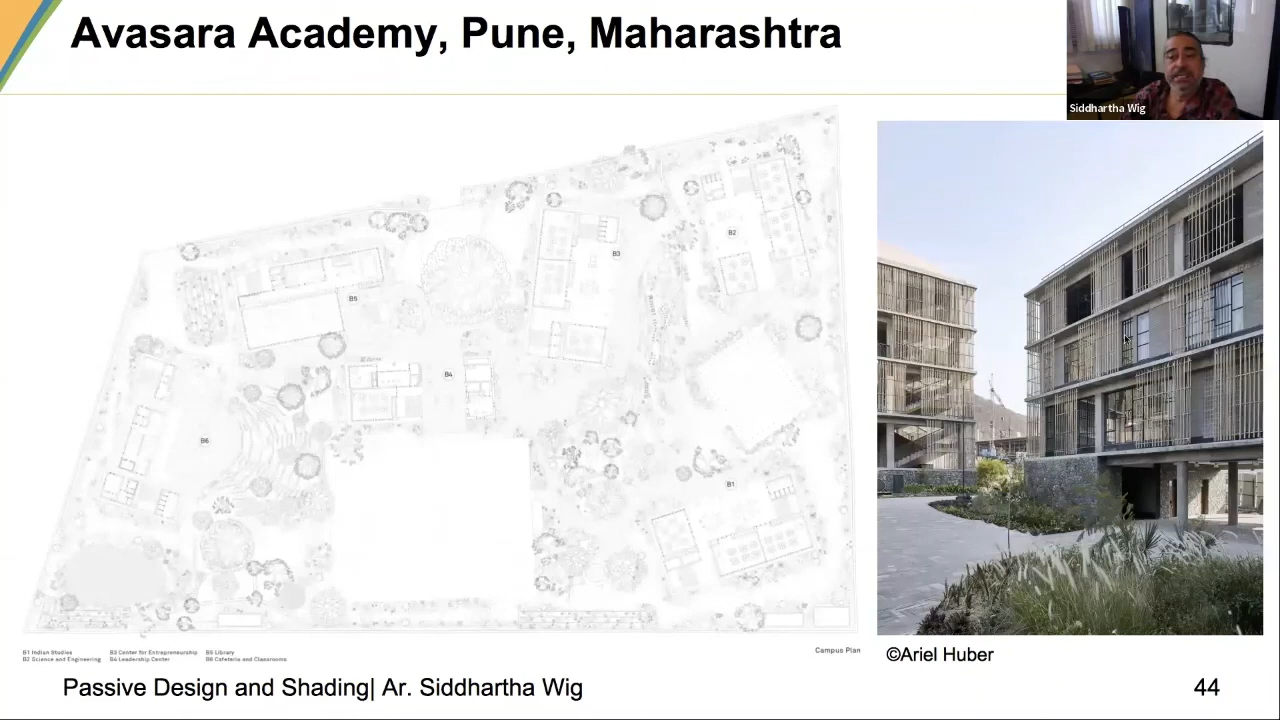 Avasara Academy, Pune, Maharashtra
Siddhartha Wig
B2
B3
B5
B4
B6
B1
B1 Indian Studies
B2 Science and Engineering
B3 Center for Entrepreneurship
B4 Leadership Center
B5 Library
B6 Cafeteria and Classrooms
Campus Plan
©Ariel Huber
Passive Design and Shading| Ar. Siddhartha Wig
44